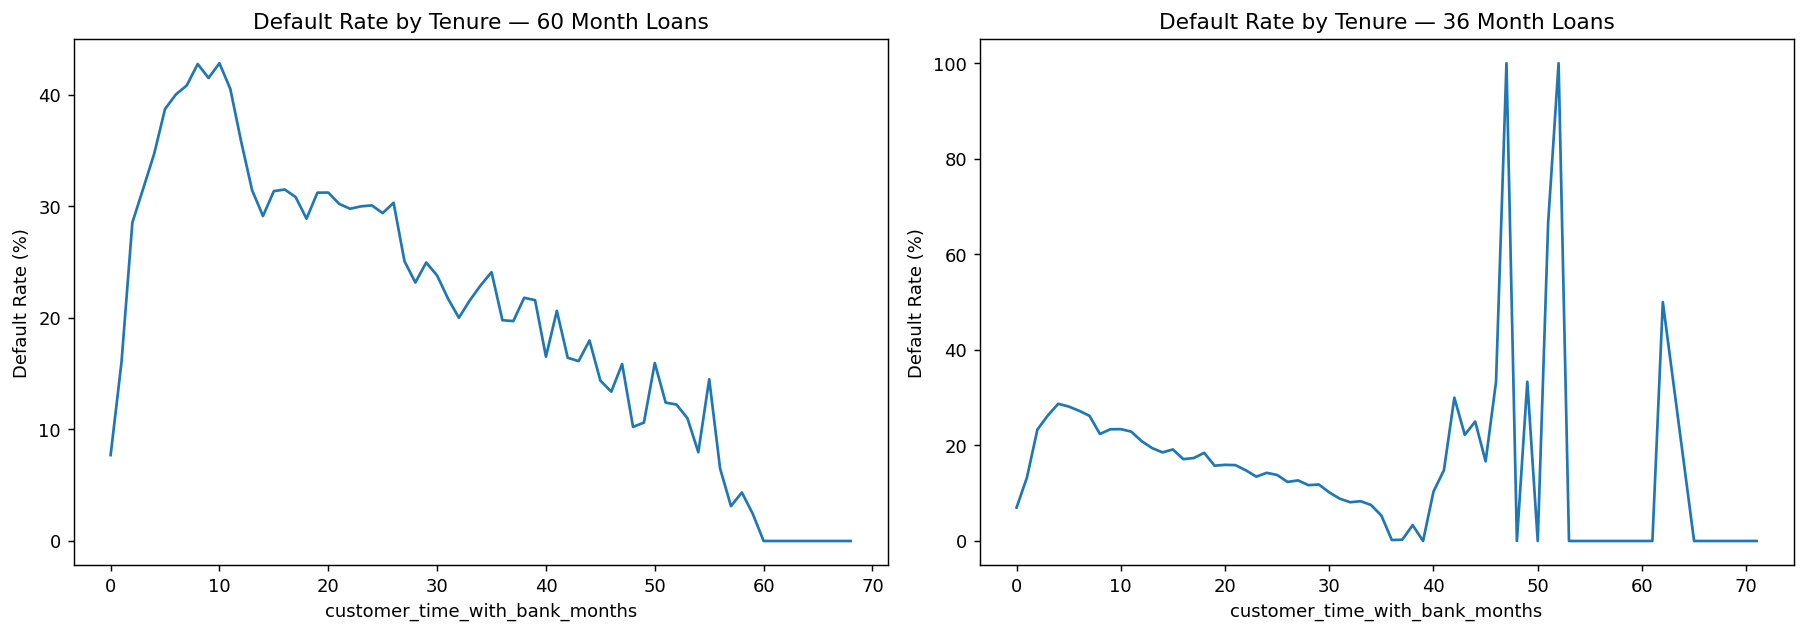 Default Rate by Tenure — 60 Month Loans
40
30
20
10
0
Default Rate (%)
0 10 20 30 40 50 60 70
customer_time_with_bank_months
Default Rate by Tenure — 36 Month Loans
100
80
60
40
20
0
Default Rate (%)
0 10 20 30 40 50 60 70
customer_time_with_bank_months